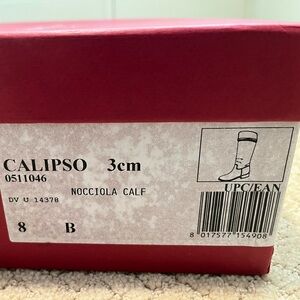 CALIPSO 3cm
0511046
NOCCIOLA CALF
DV U 14378
8 B
UPC/EAN
8 017577 154908